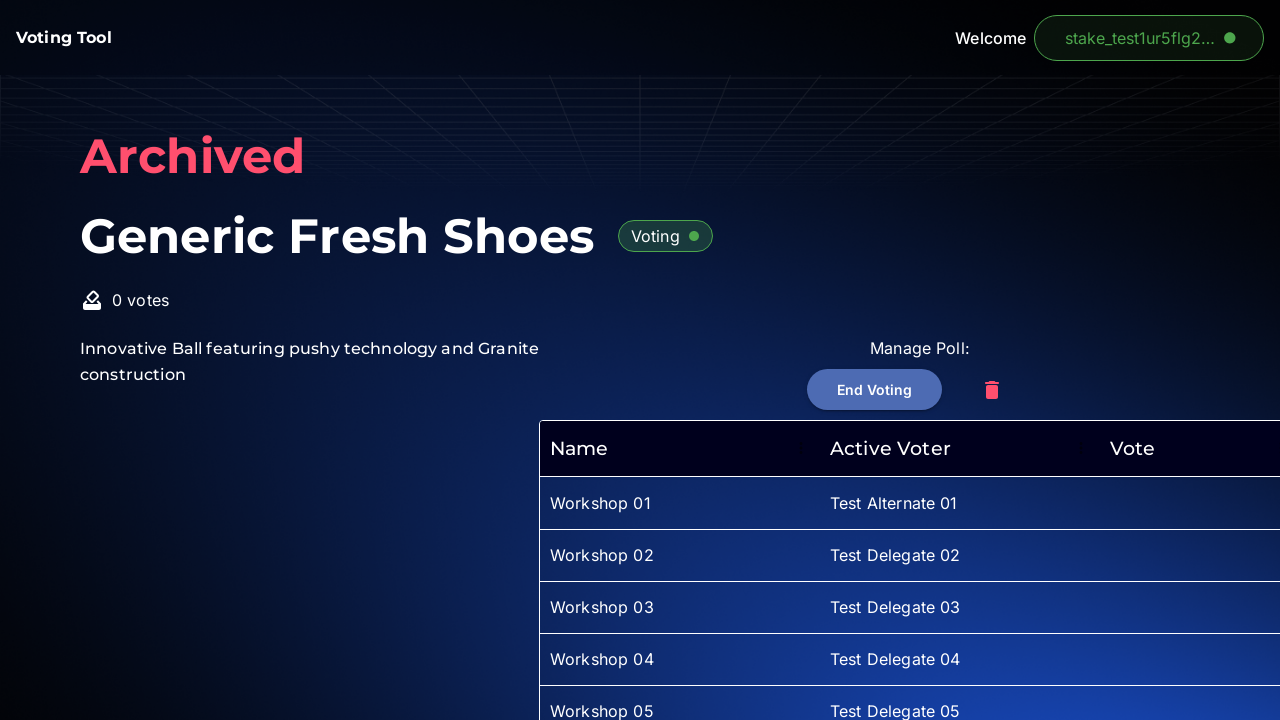 Voting Tool
Welcome
stake_test1ur5flg2...
Archived
Generic Fresh Shoes
Voting
0 votes
Innovative Ball featuring pushy technology and Granite
construction
Manage Poll:
End Voting
Name Active Voter Vote
Workshop 01 Test Alternate 01
Workshop 02 Test Delegate 02
Workshop 03 Test Delegate 03
Workshop 04 Test Delegate 04
Workshop 05 Test Delegate 05